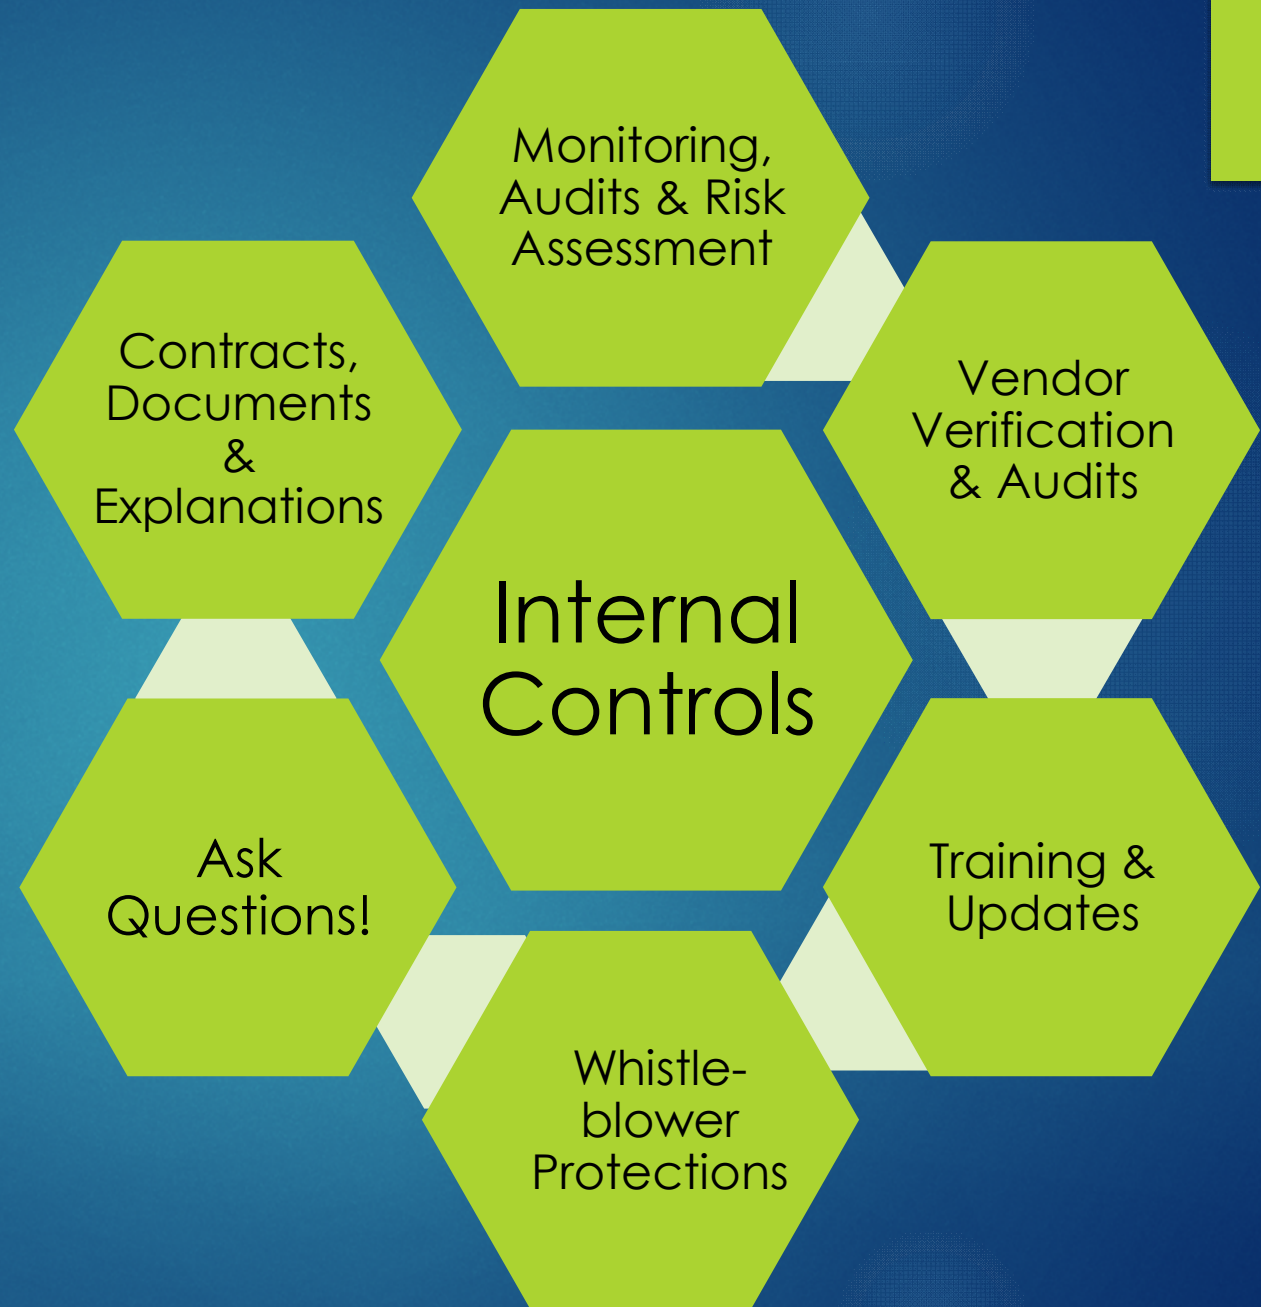 Monitoring,
Audits & Risk
Assessment
Vendor
Verification
& Audits
Training &
Updates
Whistle-
blower
Protections
Ask
Questions!
Contracts,
Documents
&
Explanations
Internal
Controls